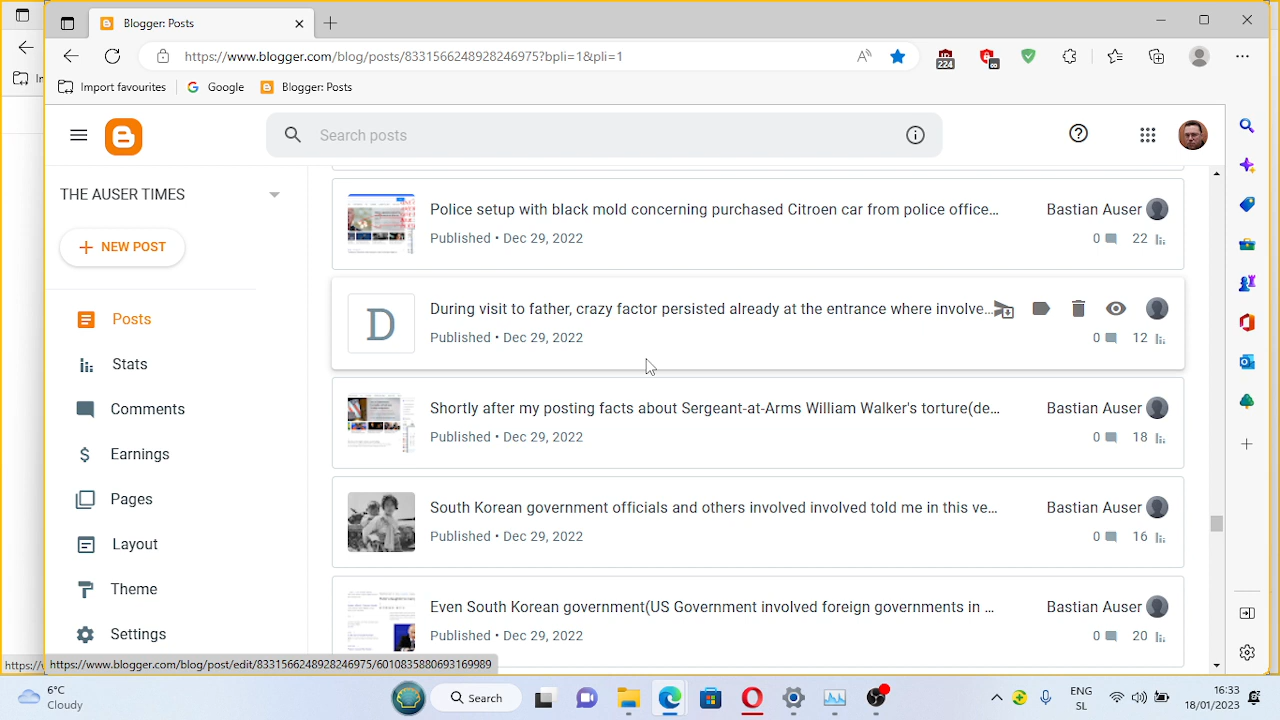 Blogger: Posts
https://www.blogger.com/blog/posts/8331566248928246975?bpli=1&pli=1
224
Import favourites
Google
Blogger: Posts
Search posts
THE AUSER TIMES
NEW POST
Posts
Stats
Comments
Earnings
Pages
Layout
Theme
Settings
Police setup with black mold concerning purchased Citroen car from police office...
Bastian Auser
Published • Dec 29, 2022
0
22
D
During visit to father, crazy factor persisted already at the entrance where involve...
Published • Dec 29, 2022
0
12
Shortly after my posting facts about Sergeant-at-Arms William Walker's torture(de...
Bastian Auser
Published • Dec 29, 2022
0
18
South Korean government officials and others involved involved told me in this ve...
Bastian Auser
Published • Dec 29, 2022
0
16
Even South Korean government(US Government involved foreign governments in ...
Bastian Auser
Published • Dec 29, 2022
0
20
https://www.blogger.com/blog/post/edit/8331566248928246975/6010835880693189...
6°C
Cloudy
Search
ENG
SL
16:33
18/01/2023